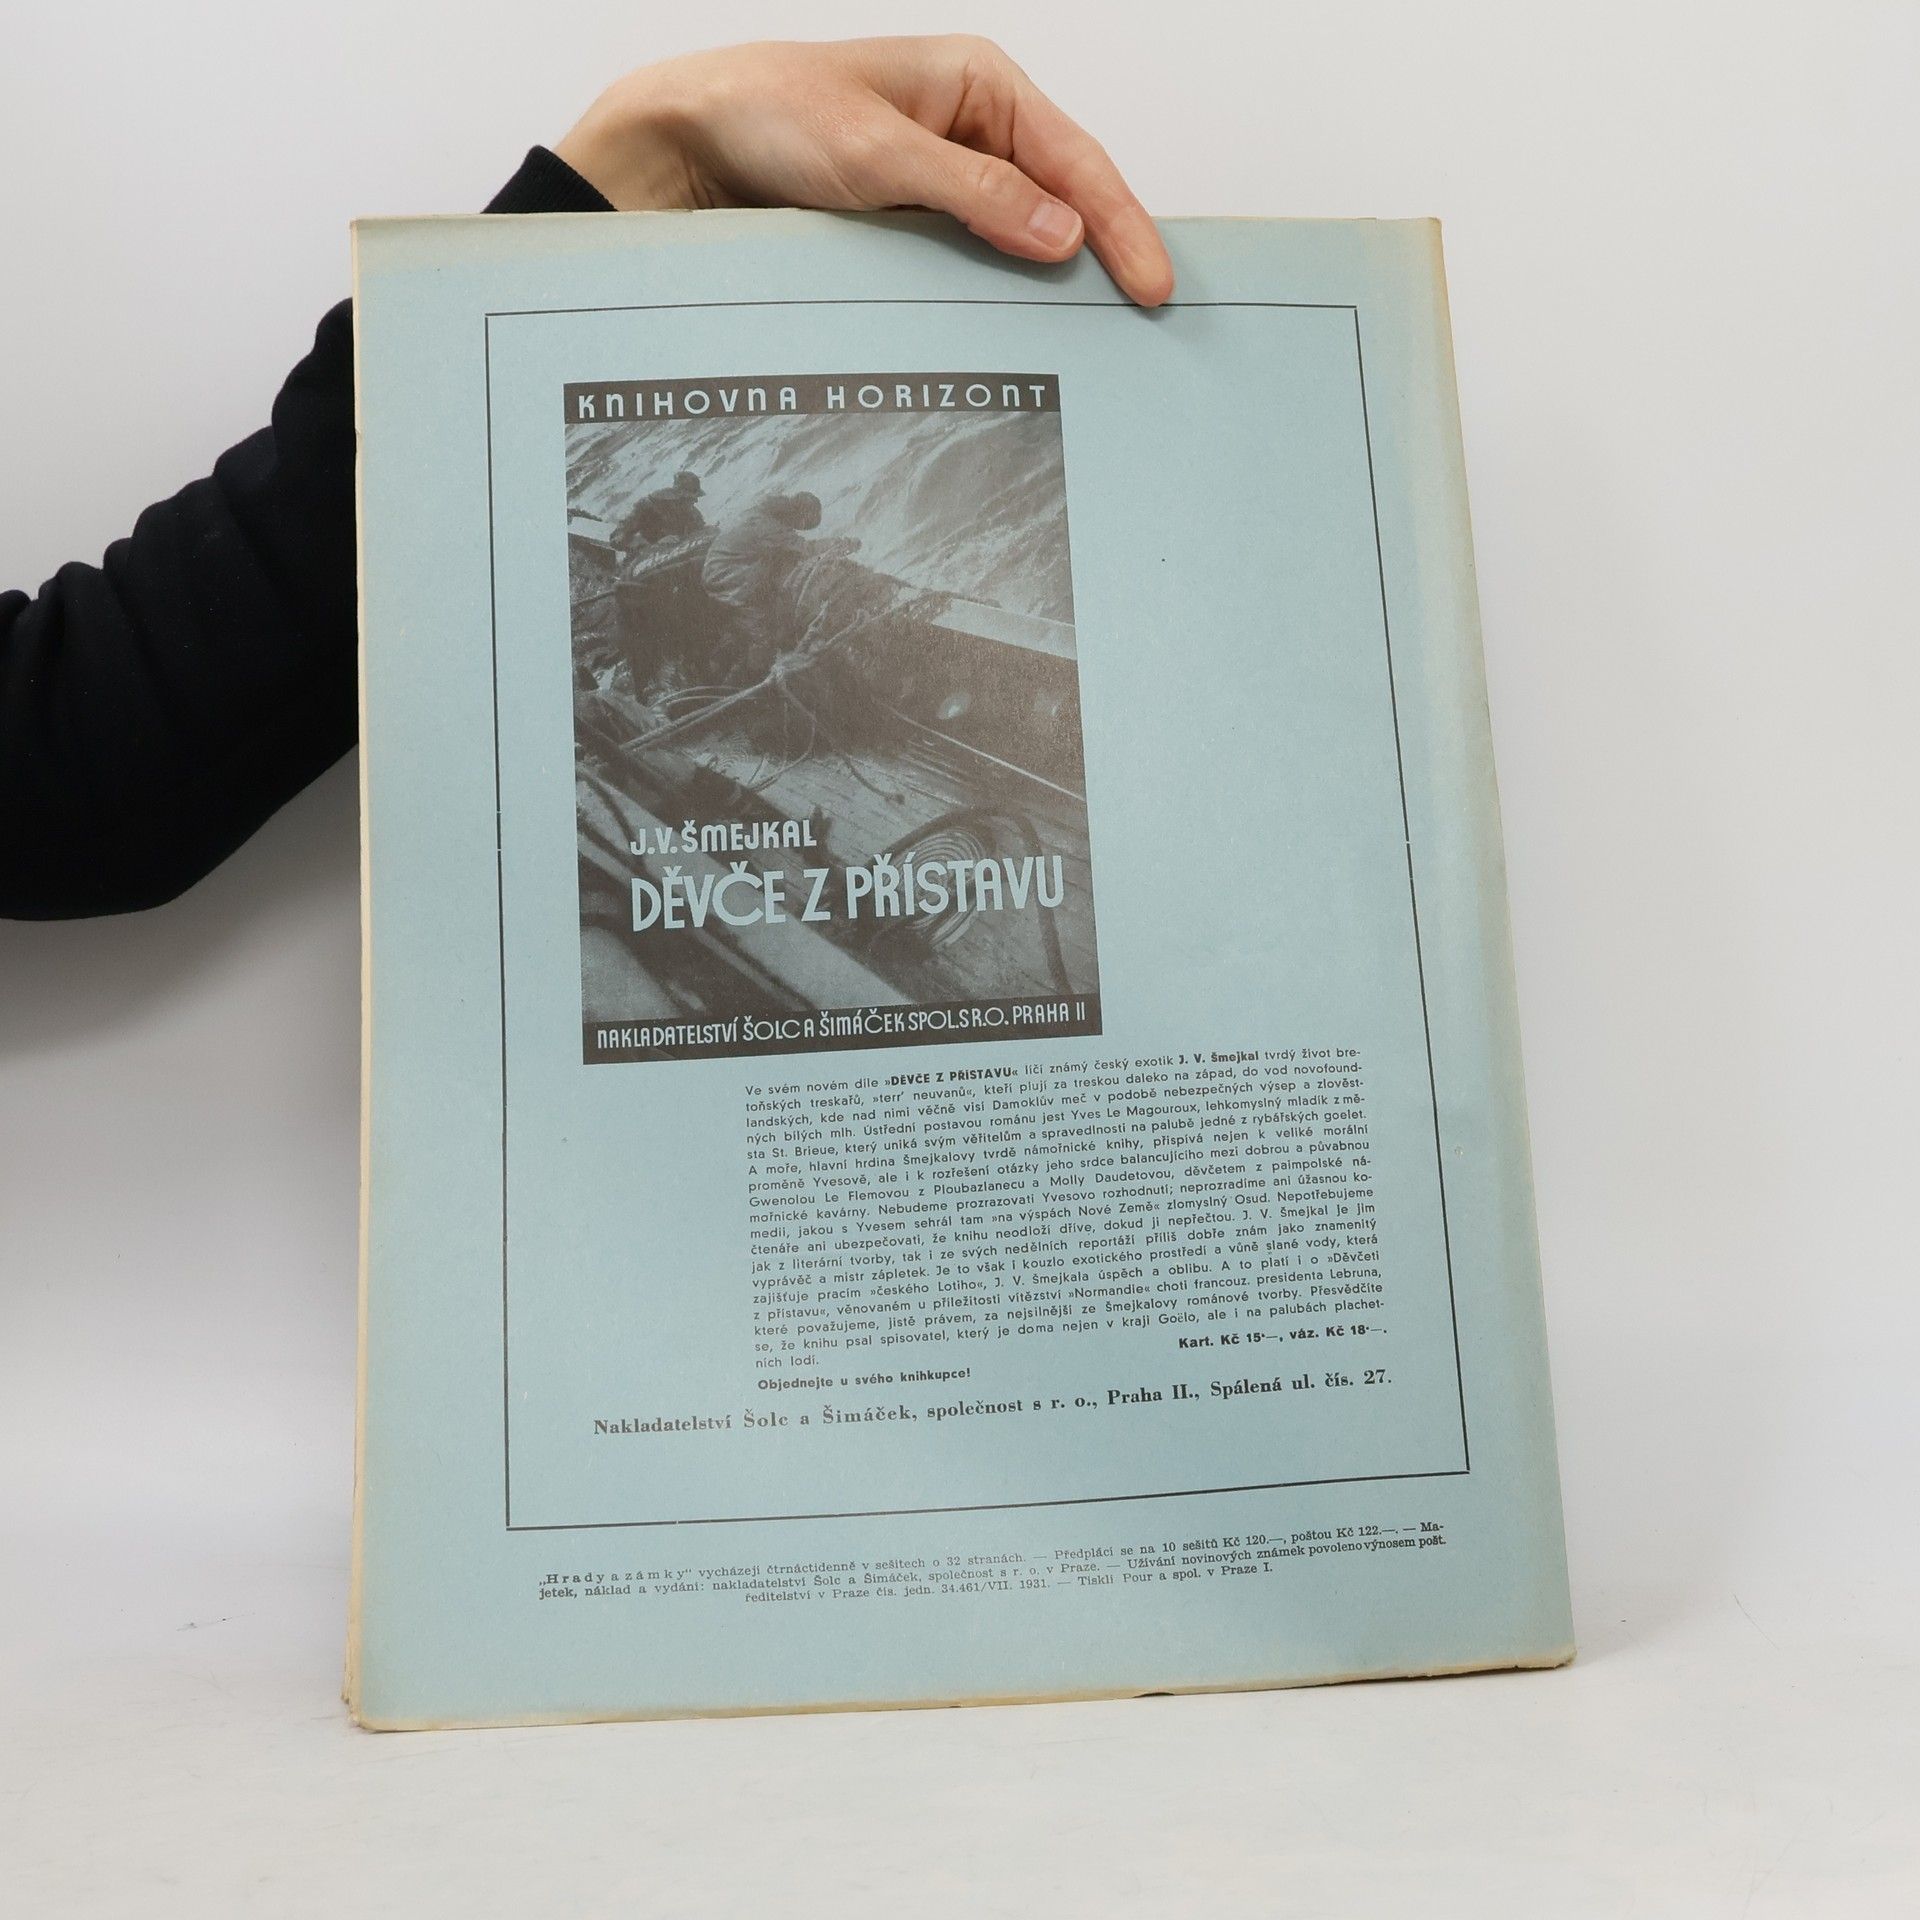 KNIHOVNA HORIZONT
J.V. ŠMEJKAL
DĚVČE Z PŘÍSTAVU
NAKLADATELSTVÍ ŠOLC A ŠIMÁČEK SPOL.S R.O. PRAHA II
Ve svém novém díle »DĚVČE Z PŘÍSTAVU« líčí známý český exotik J. V. Šmejkal tvrdý život bre-
toňských treskařů, »terr' neuvanů«, kteří plují za treskou daleko na západ, do vod novofound-
landských, kde nad nimi věčně visí Damoklův meč v podobě nebezpečných výsep a zlověst-
ných bílých mlh. Ústřední postavou románu jest Yves Le Magouroux, lehkomyslný mladík z mě-
sta St. Brieue, který uniká svým věřitelům a spravedlnosti na palubě jedné z rybářských goelet.
A moře, hlavní hrdina Šmejkalovy tvrdě námořnické knihy, přispívá nejen k veliké morální
proměně Yvesově, ale i k rozřešení otázky jeho srdce balancujícího mezi dobrou a půvabnou
Gwenolou Le Flemovou z Ploubazlanecu a Molly Daudetovou, děvčetem z paimpolské ná-
mořnické kavárny. Nebudeme prozrazovati Yvesovo rozhodnutí; neprozradíme ani úžasnou ko-
medii, jakou s Yvesem sehrál tam »na výspách Nové Země« zlomyslný Osud. Nepotřebujeme
čtenáře ani ubezpečovati, že knihu neodloží dříve, dokud ji nepřečtou. J. V. Šmejkal je jim
jak z literární tvorby, tak i ze svých nedělních reportáží příliš dobře znám jako znamenitý
vyprávěč a mistr zápletek. Je to však i kouzlo exotického prostředí a vůně slané vody, která
zajišťuje pracím »českého Lotiho«, J. V. Šmejkala úspěch a oblibu. A to platí i o »Děvčeti
z přístavu«, věnovaném u příležitosti vítězství »Normandie« choti francouz. presidenta Lebruna,
které považujeme, jistě právem, za nejsilnější ze Šmejkalovy románové tvorby. Přesvědčíte
se, že knihu psal spisovatel, který je doma nejen v kraji Goëlo, ale i na palubách plachet-
ních lodí.
Kart. Kč 15·—, váz. Kč 18·—.
Objednejte u svého knihkupce!
Nakladatelství Šolc a Šimáček, společnost s r. o., Praha II., Spálená ul. čís. 27.
„Hrady a zámky“ vycházejí čtrnáctidenně v sešitech o 32 stranách. — Předplácí se na 10 sešitů Kč 120.—, poštou Kč 122.—. — Ma-
jetek, náklad a vydání: nakladatelství Šolc a Šimáček, společnost s r. o. v Praze. — Užívání novinových známek povoleno výnosem pošt.
ředitelství v Praze čís. jedn. 34.461/VII. 1931. — Tiskli Pour a spol. v Praze I.